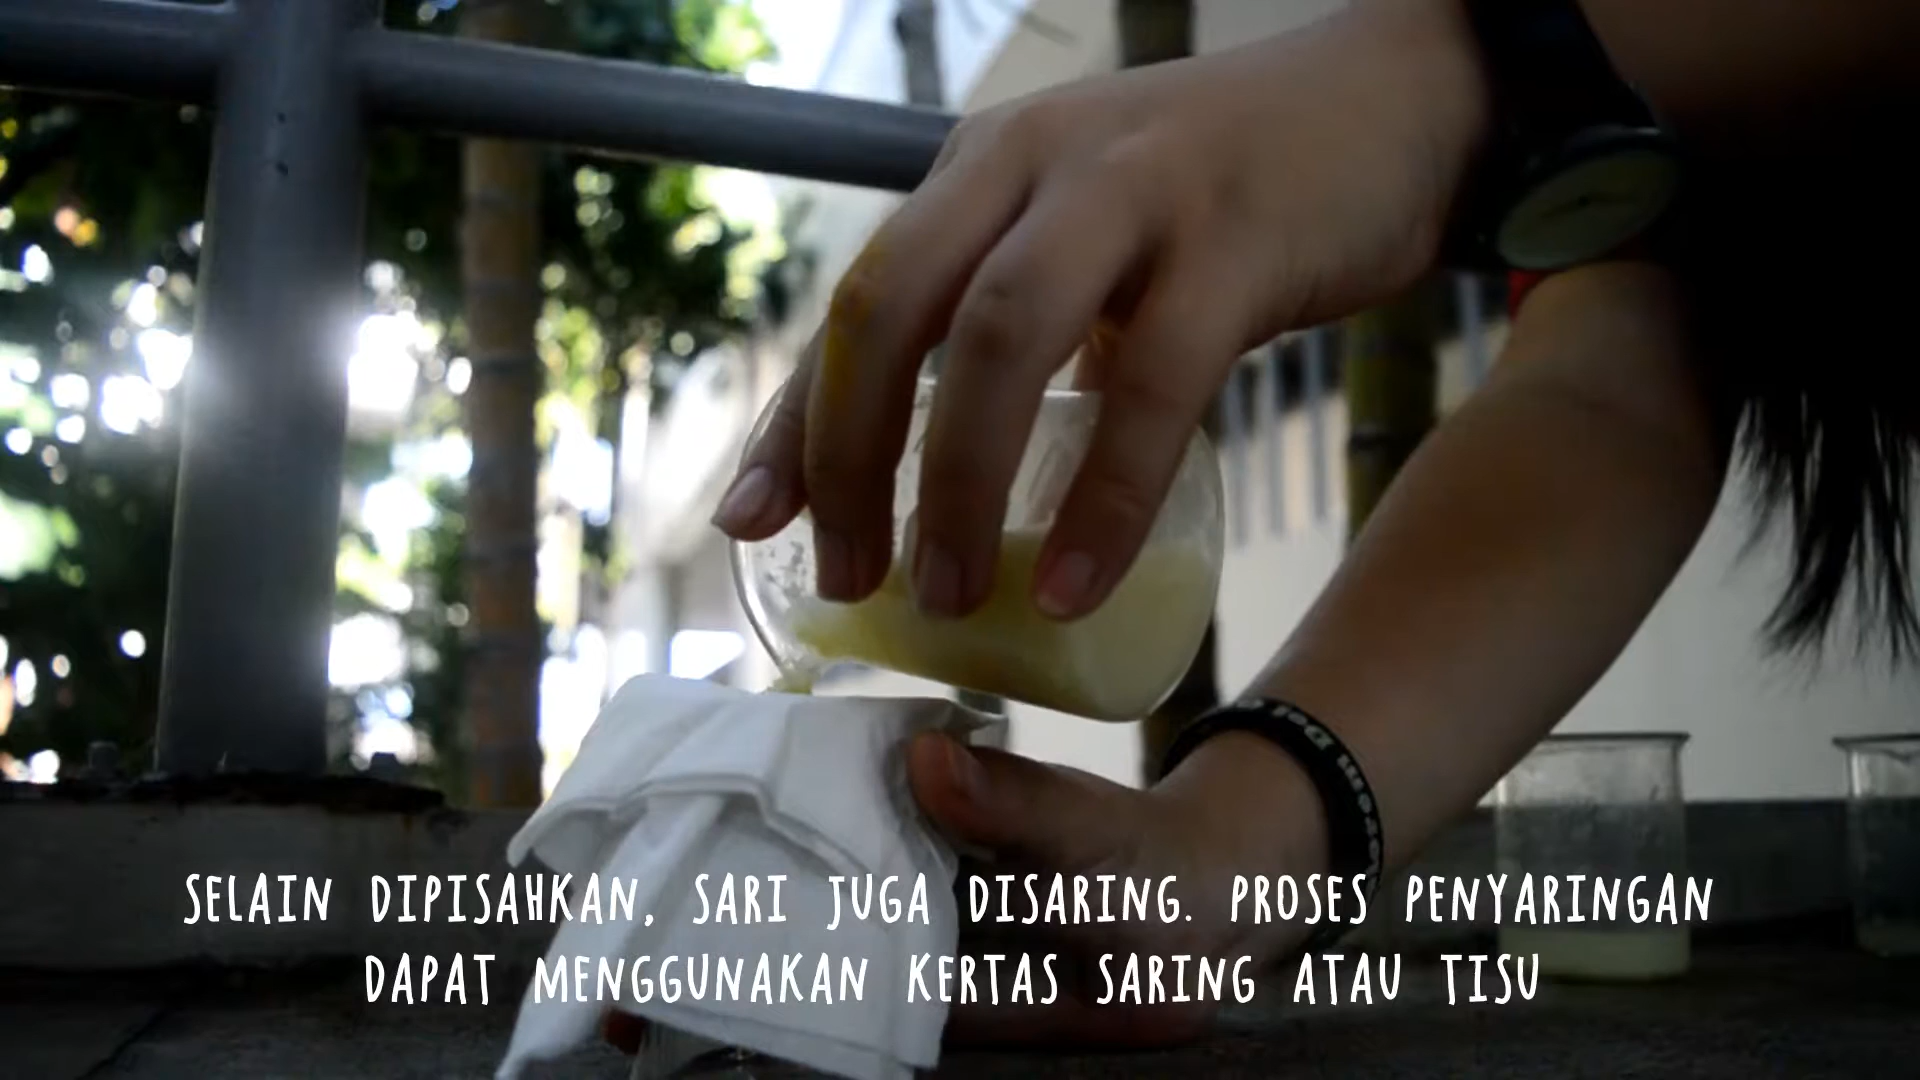 SELAIN DIPISAHKAN, SARI JUGA DISARING. PROSES PENYARINGAN
DAPAT MENGGUNAKAN KERTAS SARING ATAU TISU